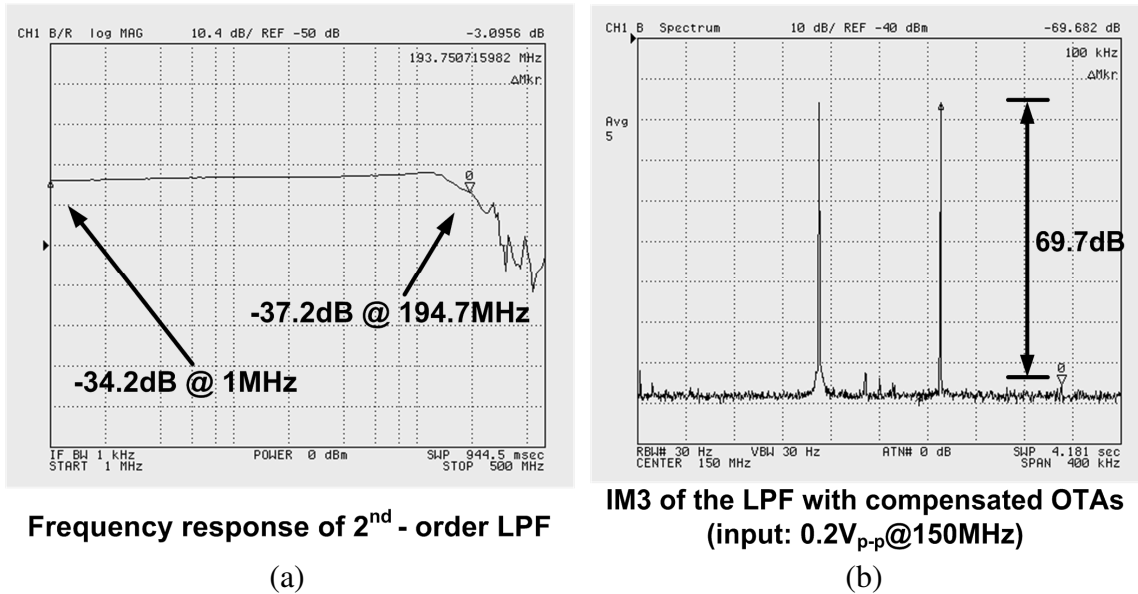 CH1 B/R log MAG 10.4 dB/ REF -50 dB -3.0956 dB
193.750715982 MHz
ΔMkr
0
-37.2dB @ 194.7MHz
-34.2dB @ 1MHz
IF BW 1 kHz POWER 0 dBm SWP 944.5 msec
START 1 MHz STOP 500 MHz
Frequency response of 2nd - order LPF
(a)
CH1 B Spectrum 10 dB/ REF -40 dBm -69.682 dB
100 kHz
ΔMkr
Avg
5
69.7dB
0
RBW# 30 Hz VBW 30 Hz ATN# 0 dB SWP 4.181 sec
CENTER 150 MHz SPAN 400 kHz
IM3 of the LPF with compensated OTAs
(input: 0.2Vp-p@150MHz)
(b)